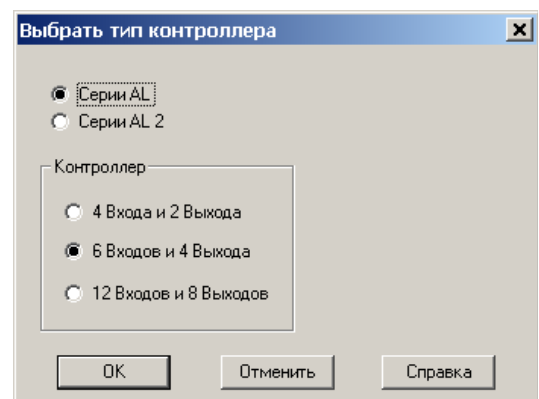 Выбрать тип контроллера
Серии AL
Серии AL 2
Контроллер
4 Входа и 2 Выхода
6 Входов и 4 Выхода
12 Входов и 8 Выходов
OK Отменить Справка